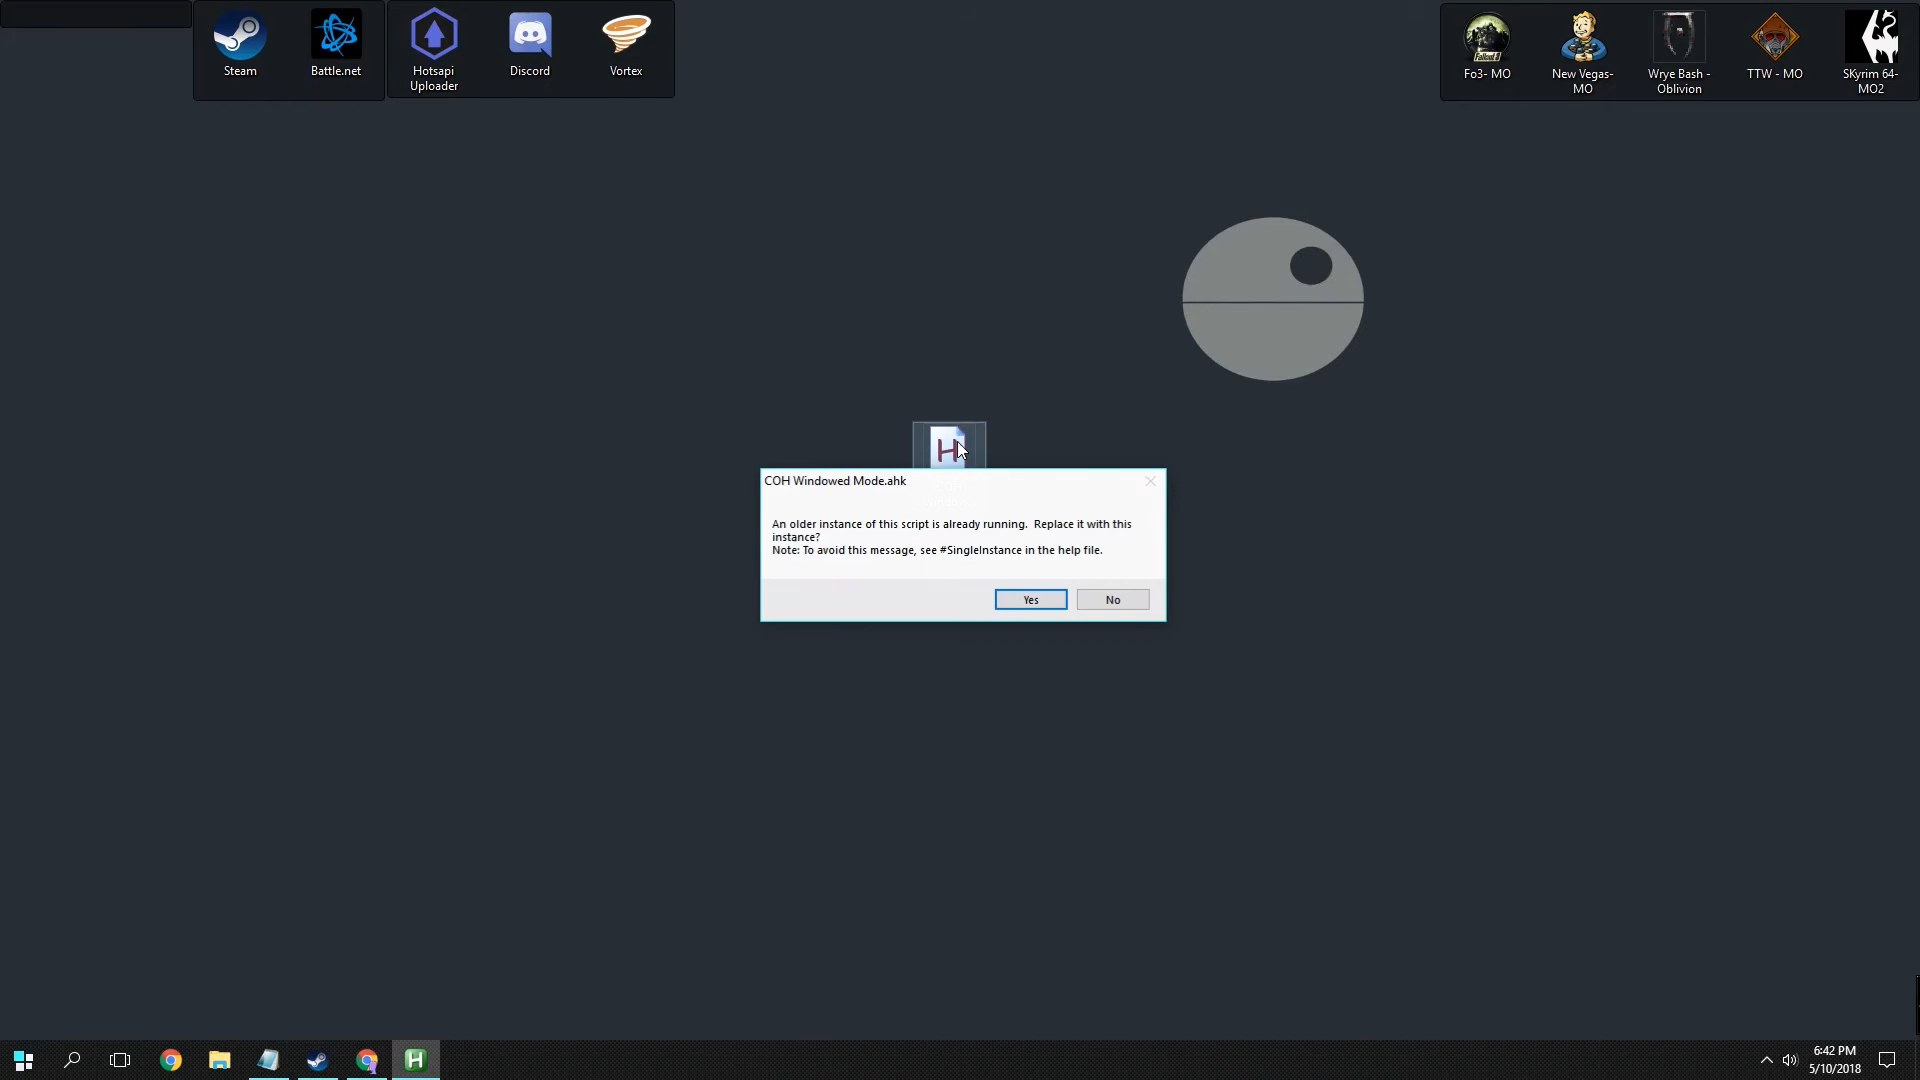 Steam
Battle.net
Hotsapi
Uploader
Discord
Vortex
Fo3- MO
New Vegas-
MO
Wrye Bash -
Oblivion
TTW - MO
SKyrim 64-
MO2
H
COH Windowed Mode.ahk
An older instance of this script is already running.  Replace it with this
instance?
Note: To avoid this message, see #SingleInstance in the help file.
Yes
No
H
6:42 PM
5/10/2018